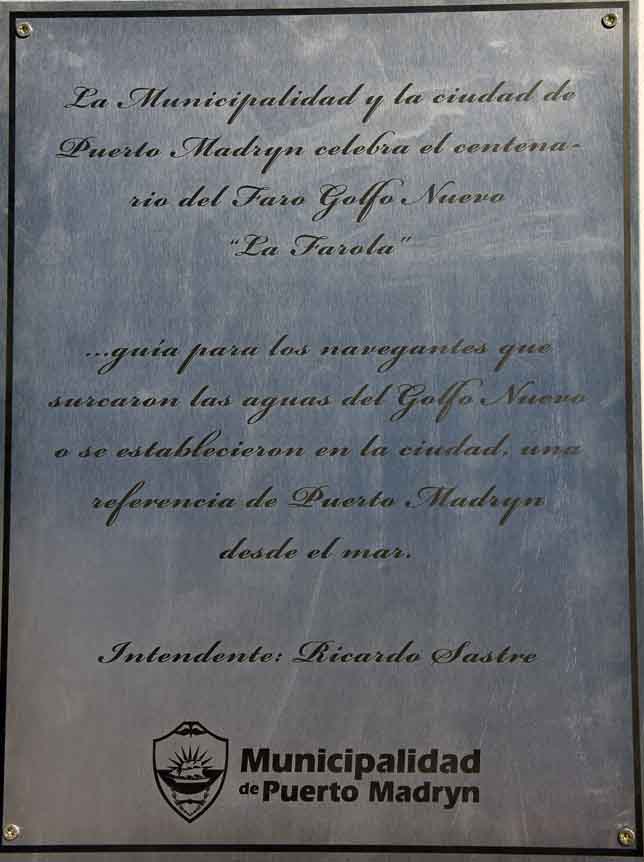 La Municipalidad y la ciudad de
Puerto Madryn celebra el centena-
rio del Faro Golfo Nuevo
“La Farola”
...guía para los navegantes que
surcaron las aguas del Golfo Nuevo
o se establecieron en la ciudad, una
referencia de Puerto Madryn
desde el mar.
Intendente: Ricardo Sastre
Municipalidad
de Puerto Madryn